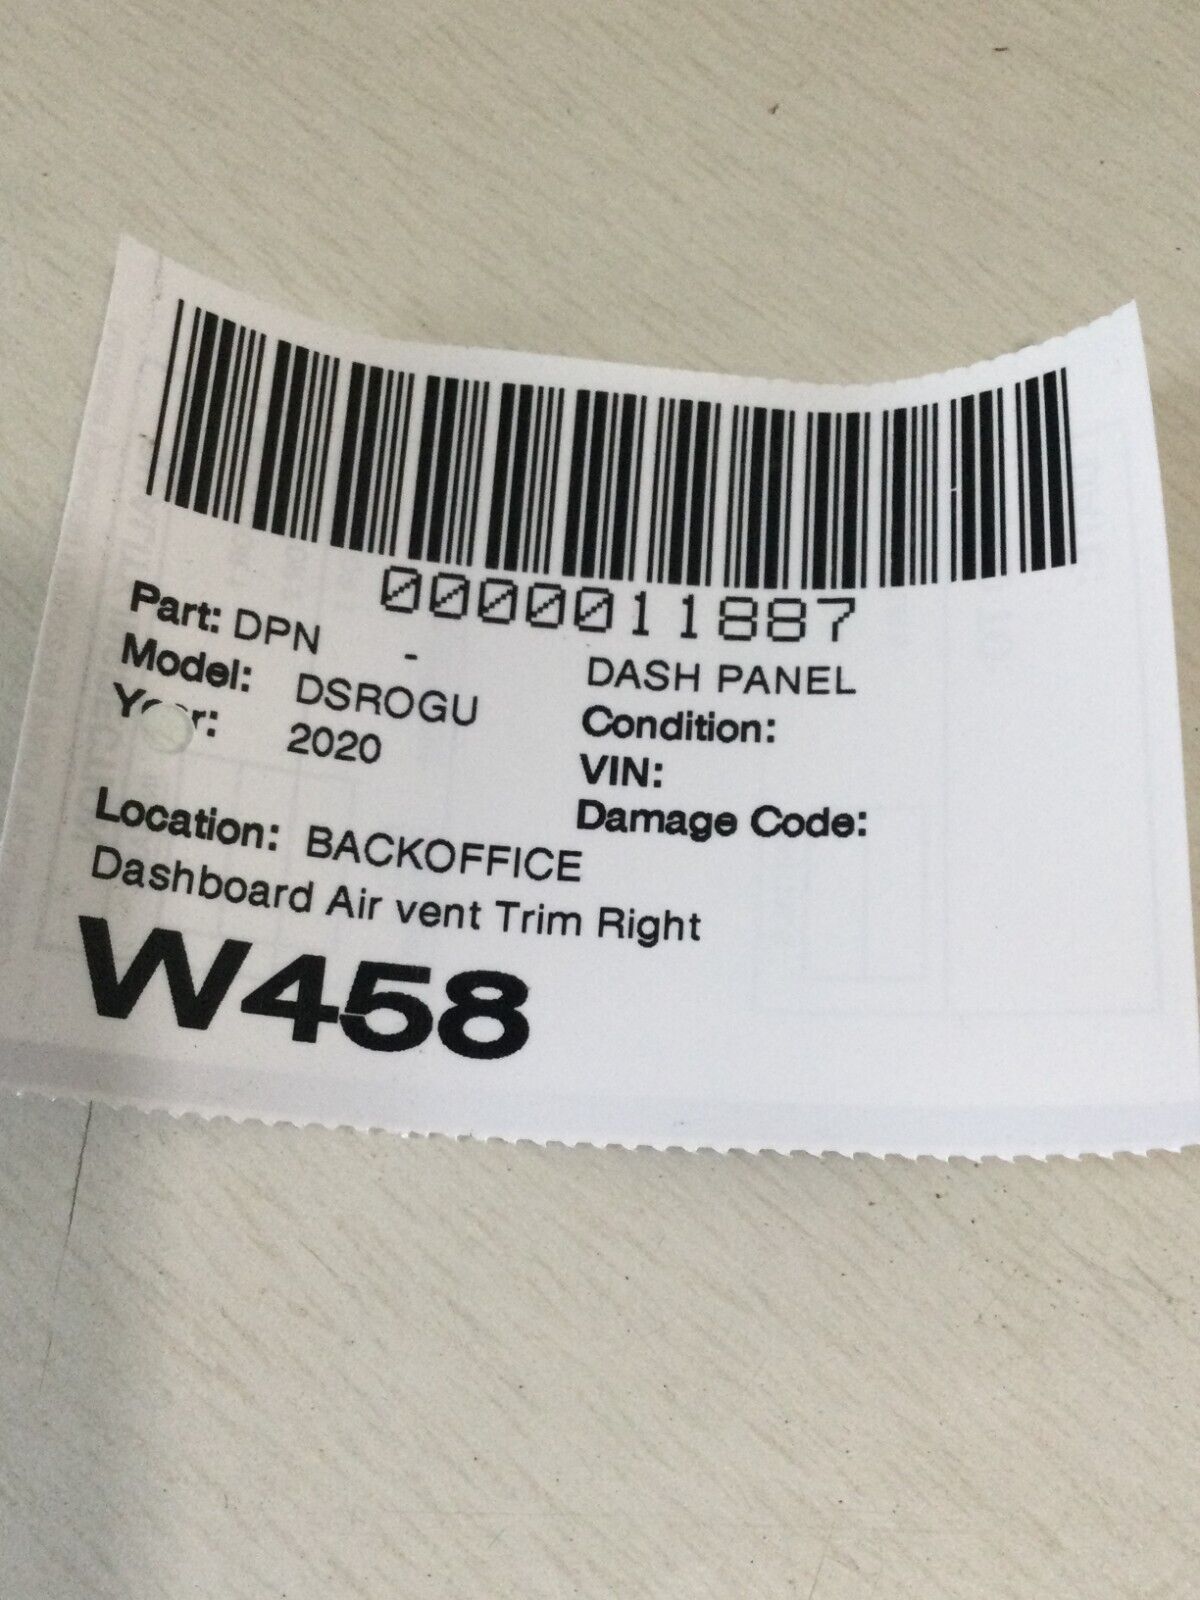 0000011887
Part: DPN - DASH PANEL
Model: DSROGU Condition:
Year: 2020 VIN:
Damage Code:
Location: BACKOFFICE
Dashboard Air vent Trim Right
W458